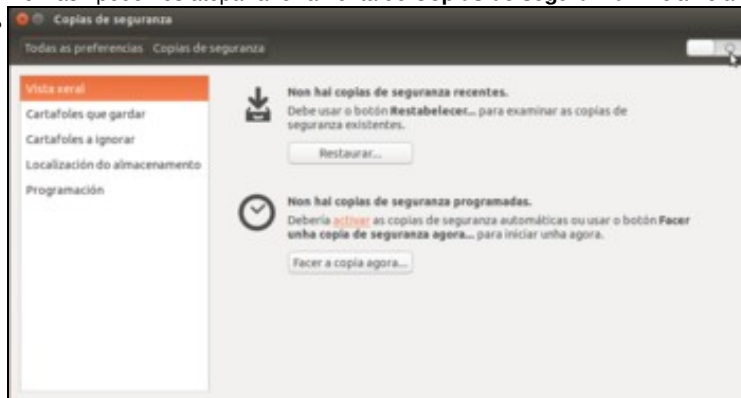 Copias de seguranza
Todas as preferencias Copias de seguranza
Vista xeral
Cartafoles que gardar
Cartafoles a ignorar
Localización do almacenamento
Programación
Non hai copias de seguranza recentes.
Debe usar o botón Restabelecer... para examinar as copias de
seguranza existentes.
Restaurar...
Non hai copias de seguranza programadas.
Debería activar as copias de seguranza automáticas ou usar o botón Facer
unha copia de seguranza agora... para iniciar unha agora.
Facer a copia agora...